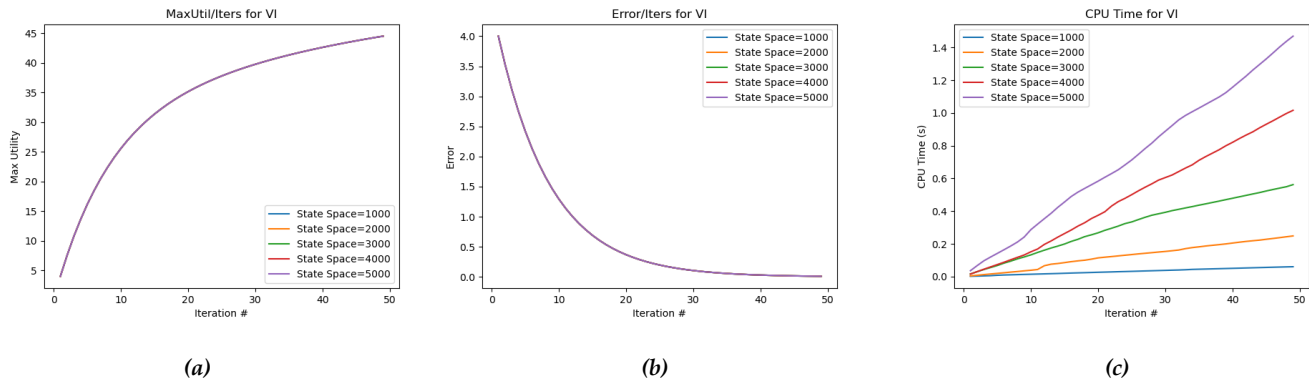 MaxUtil/Iters for VI
Max Utility
45
40
35
30
25
20
15
10
5
0
10
20
30
40
50
Iteration #
State Space=1000
State Space=2000
State Space=3000
State Space=4000
State Space=5000
(a)
Error/Iters for VI
Error
4.0
3.5
3.0
2.5
2.0
1.5
1.0
0.5
0.0
0
10
20
30
40
50
Iteration #
State Space=1000
State Space=2000
State Space=3000
State Space=4000
State Space=5000
(b)
CPU Time for VI
CPU Time (s)
1.4
1.2
1.0
0.8
0.6
0.4
0.2
0.0
0
10
20
30
40
50
Iteration #
State Space=1000
State Space=2000
State Space=3000
State Space=4000
State Space=5000
(c)